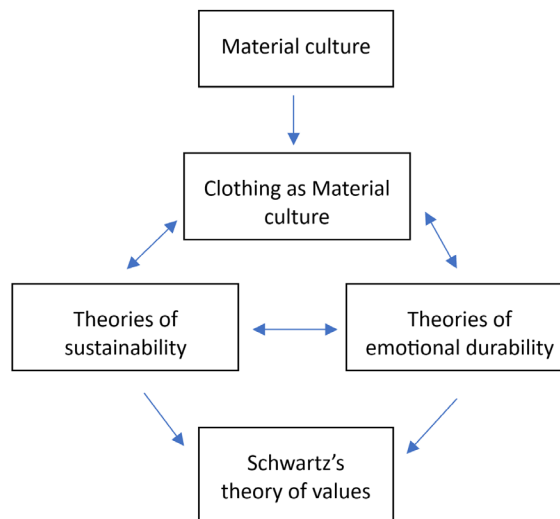 Material culture
Clothing as Material
culture
Theories of
sustainability
Theories of
emotional durability
Schwartz’s
theory of values